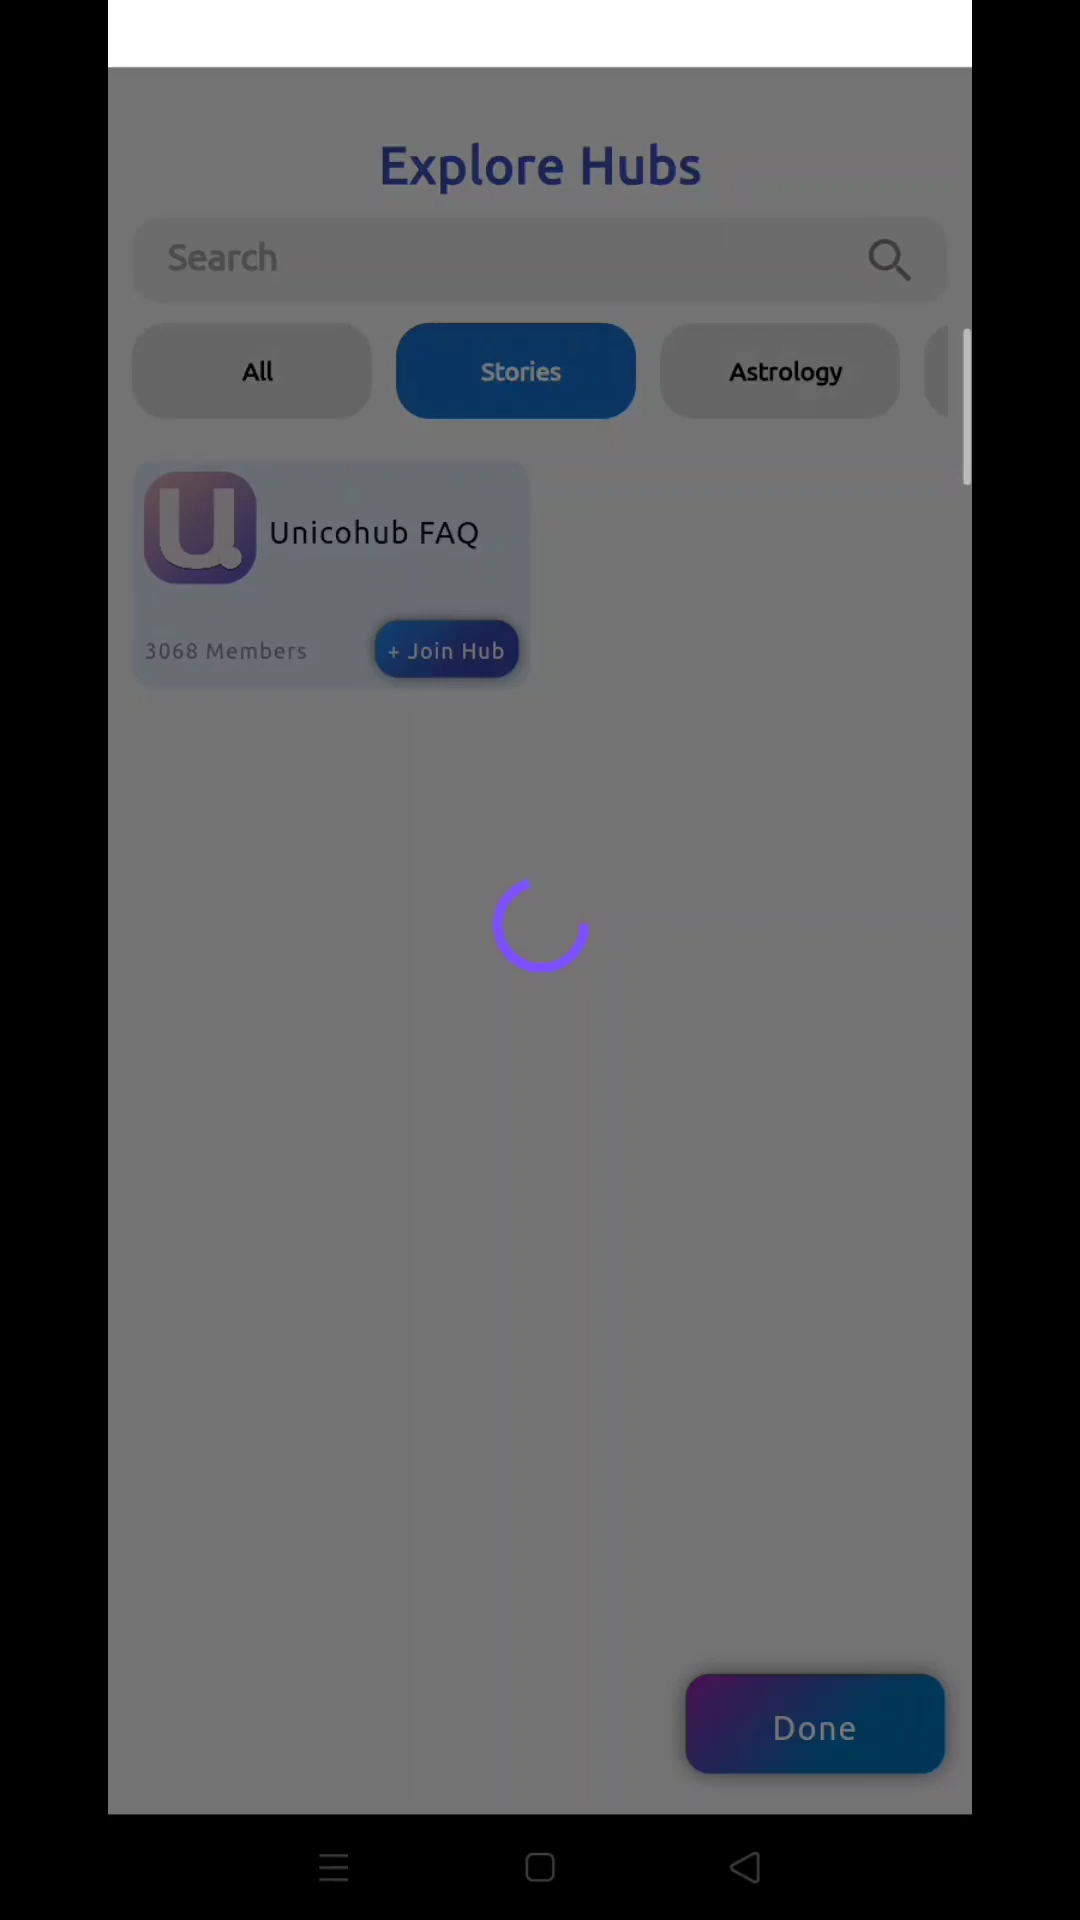 Explore Hubs
Search
All
Stories
Astrology
U
Unicohub FAQ
3068 Members
+ Join Hub
Done